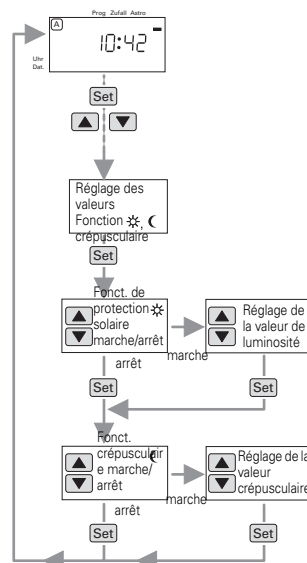 Prog Zufall Astro
A
10:42
Uhr
Dat.
Set
Réglage des
valeurs
Fonction ☼, ☾
crépusculaire
Set
Fonct. de
protection ☼
solaire
marche/arrêt
Réglage de
la valeur de
luminosité
marche
arrêt
Set
Set
Fonct.
crépusculair
e marche/
arrêt
Réglage de la
valeur
crépusculaire
marche
arrêt
Set
Set